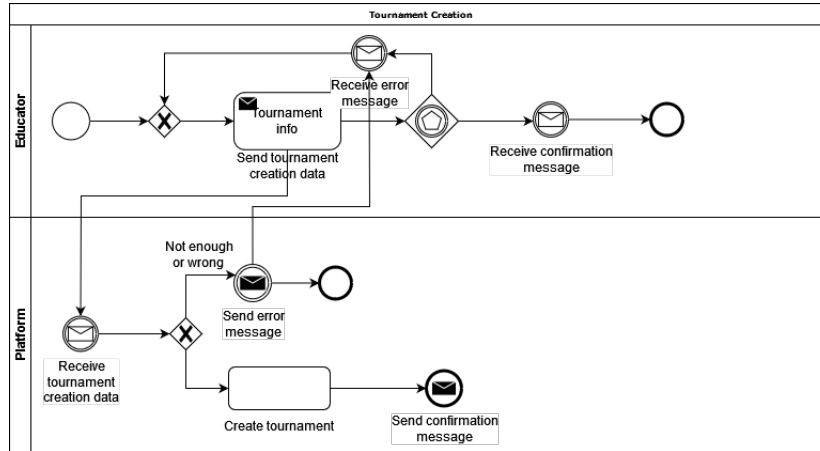 Tournament Creation
Educator
Receive error
message
Tournament
info
Send tournament
creation data
Receive confirmation
message
Platform
Not enough
or wrong
Send error
message
Receive
tournament
creation data
Create tournament
Send confirmation
message